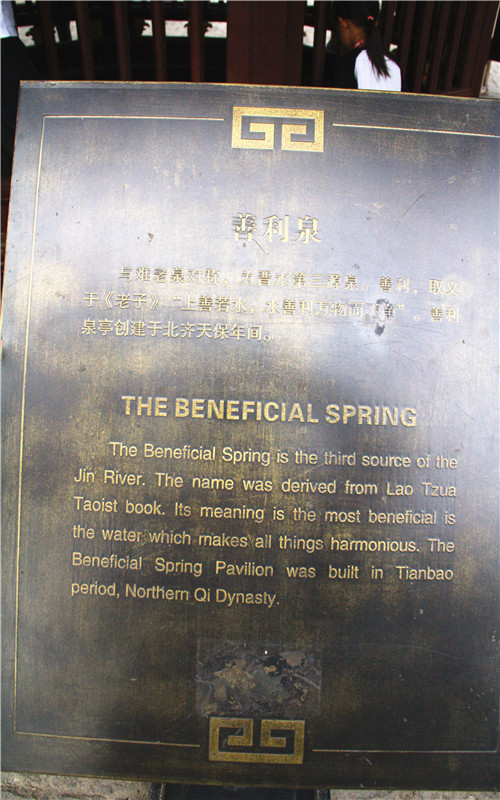 善利泉
与难老泉对称，为晋水第三源泉。善利，取义
于《老子》“上善若水，水善利万物而不争”。善利
泉亭创建于北齐天保年间。
THE BENEFICIAL SPRING
The Beneficial Spring is the third source of the
Jin River. The name was derived from Lao Tzua
Taoist book. Its meaning is the most beneficial is
the water which makes all things harmonious. The
Beneficial Spring Pavilion was built in Tianbao
period, Northern Qi Dynasty.